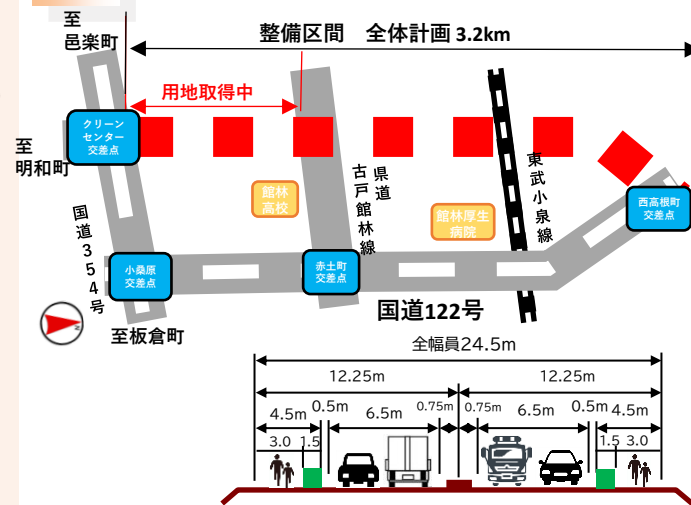 至
邑楽町
整備区間 全体計画 3.2km
用地取得中
クリーン
センター
交差点
至
明和町
国道354号
館林
高校
県道
古戸館林線
館林厚生
病院
東武小泉線
西高根町
交差点
小桑原
交差点
赤土町
交差点
N
国道122号
至板倉町
全幅員24.5m
12.25m 12.25m
4.5m 0.5m 6.5m 0.75m 0.75m 6.5m 0.5m 4.5m
3.0 1.5 1.5 3.0